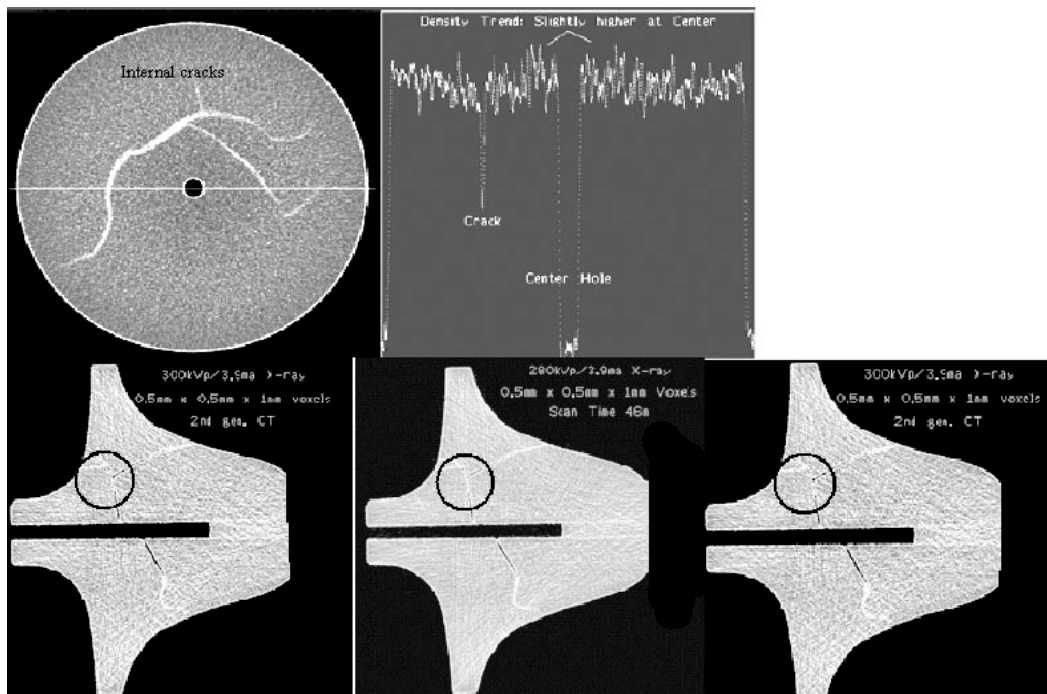 Internal cracks
Density Trend: Slightly higher at Center
Crack
Center Hole
300kVp/3.9ma X-ray
0.5mm x 0.5mm x 1mm voxels
2nd gen. CT
280kVp/3.9ma X-ray
0.5mm x 0.5mm x 1mm Voxels
Scan Time 46m
300kVp/3.9ma X-ray
0.5mm x 0.5mm x 1mm voxels
2nd gen. CT